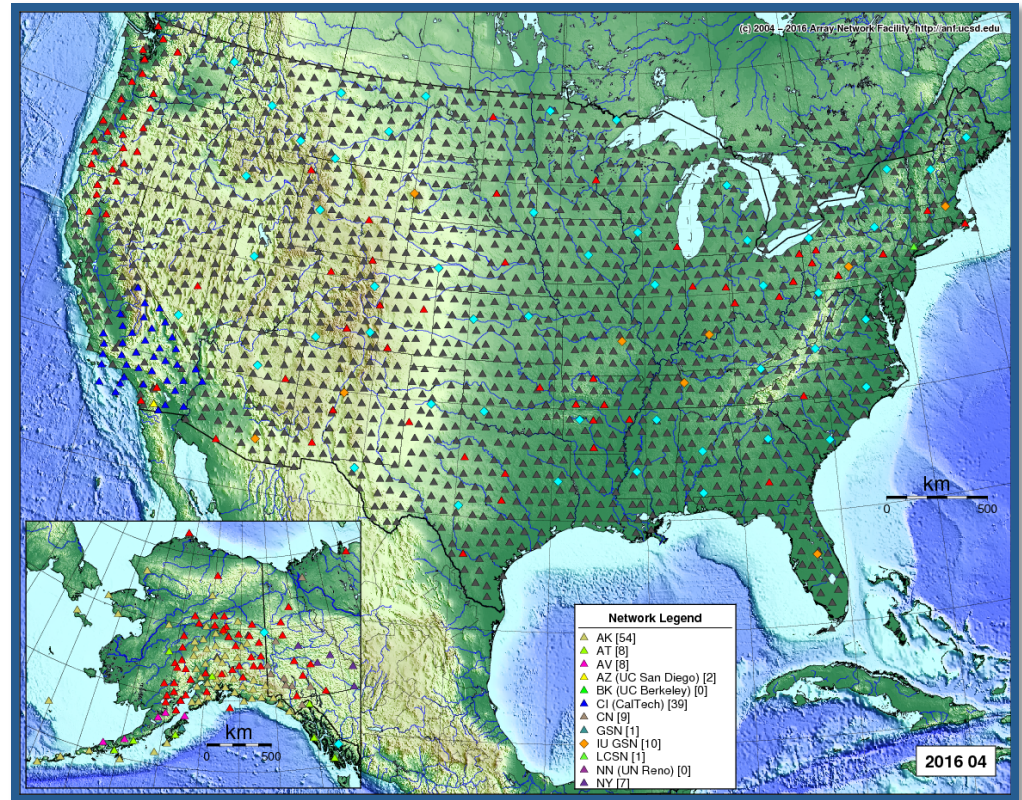 (c) 2004 - 2016 Array Network Facility, http://anf.ucsd.edu
km
0 500
km
0 500
Network Legend
AK [54]
AT [8]
AV [8]
AZ (UC San Diego) [2]
BK (UC Berkeley) [0]
CI (CalTech) [39]
CN [9]
GSN [1]
IU GSN [10]
LCSN [1]
NN (UN Reno) [0]
NY [7]
2016 04